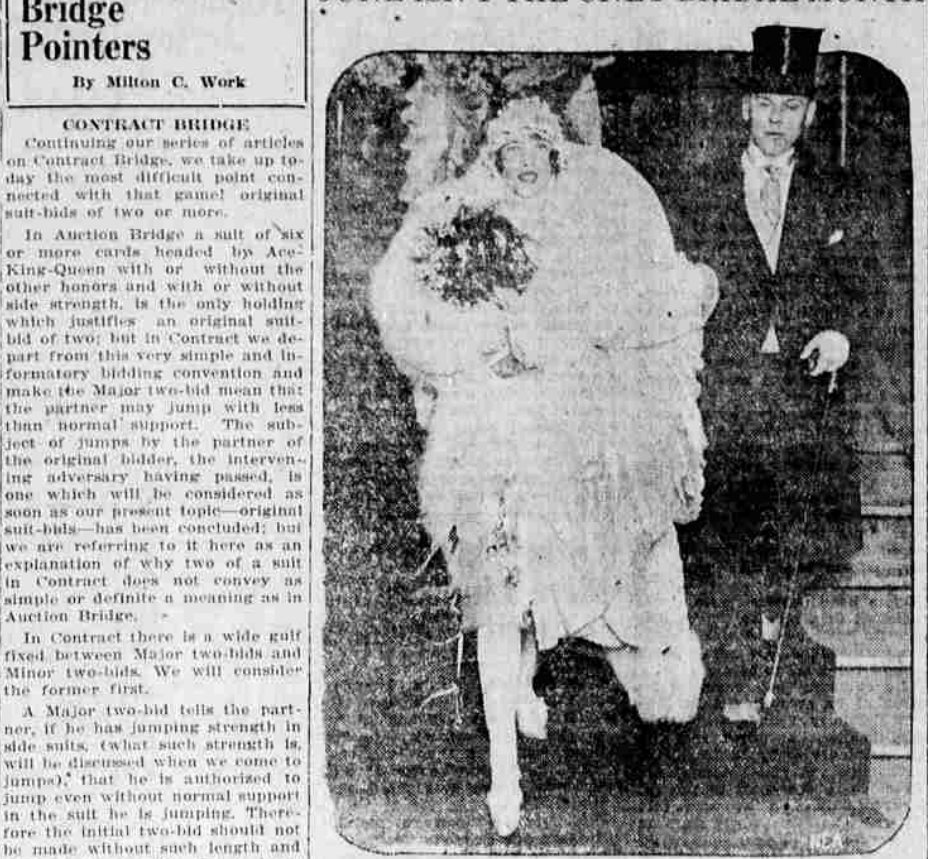 Bridge
Pointers
By Milton C. Work
CONTRACT BRIDGE
Continuing our series of articles
on Contract Bridge, we take up to-
day the most difficult point con-
nected with that game: original
suit-bids of two or more.
In Auction Bridge a suit of six
or more cards headed by Ace-
King-Queen with or without the
other honors and with or without
side strength, is the only holding
which justifies an original suit-
bid of two; but in Contract we de-
part from this very simple and in-
formatory bidding convention and
make the Major two-bid mean that
the partner may jump with less
than normal support. The sub-
ject of jumps by the partner of
the original bidder, the interven-
ing adversary having passed, is
one which will be considered as
soon as our present topic—original
suit-bids—has been concluded; but
we are referring to it here as an
explanation of why two of a suit
in Contract does not convey as
simple or definite a meaning as in
Auction Bridge.
In Contract there is a wide gulf
fixed between Major two-bids and
Minor two-bids. We will consider
the former first.
A Major two-bid tells the part-
ner, if he has jumping strength in
side suits, (what such strength is,
will be discussed when we come to
jumps), that he is authorized to
jump even without normal support
in the suit he is jumping. There-
fore the initial two-bid should not
be made without such length and
JUNE ISN'T THE ONLY BRIDAL MONTH
NEA